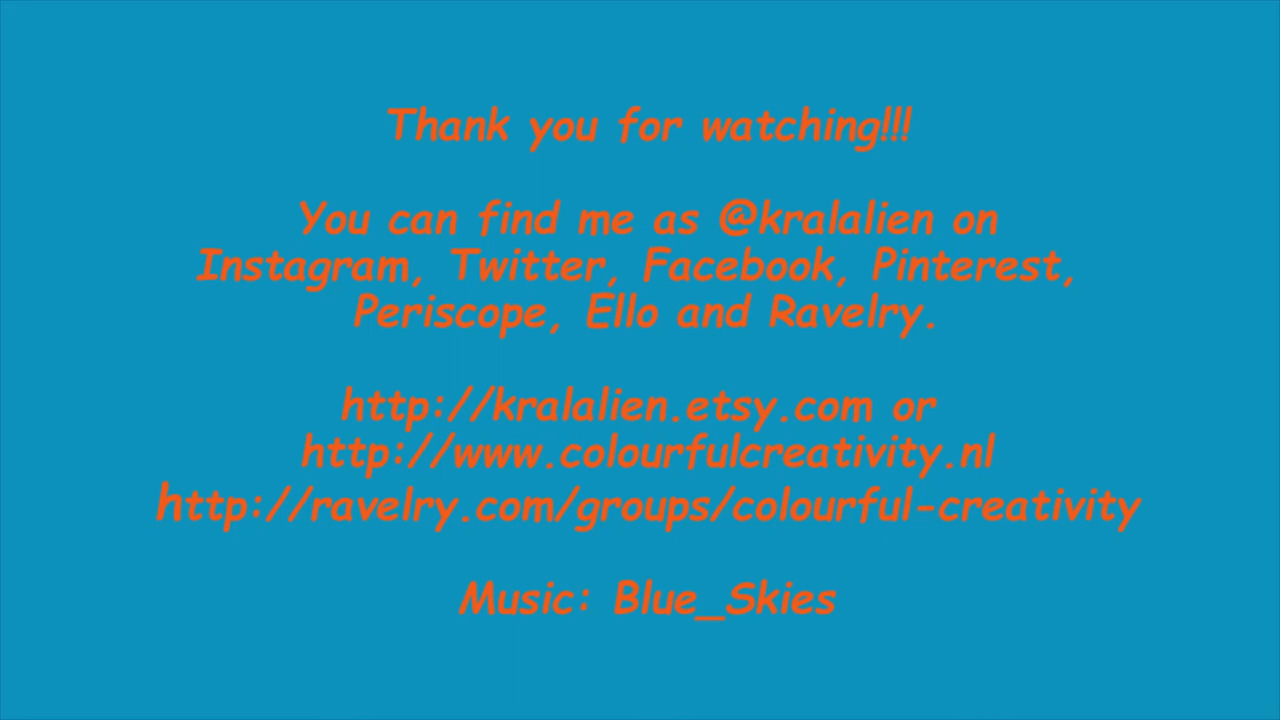 Thank you for watching!!!
You can find me as @kralalien on
Instagram, Twitter, Facebook, Pinterest,
Periscope, Ello and Ravelry.
http://kralalien.etsy.com or
http://www.colourfulcreativity.nl
http://ravelry.com/groups/colourful-creativity
Music: Blue_Skies